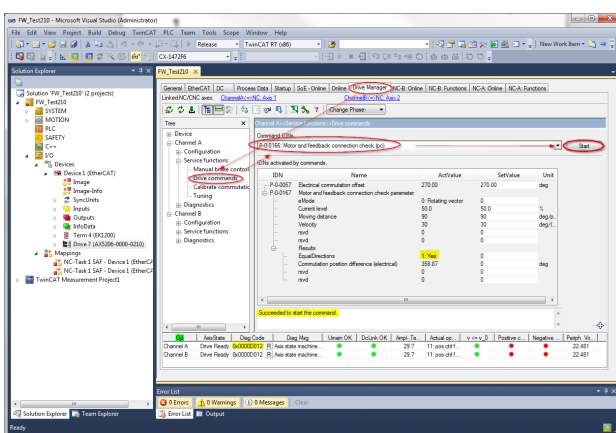 FW_Test210 - Microsoft Visual Studio (Administrator)
File Edit View Project Build Debug TwinCAT PLC Team Tools Scope Window Help
Release TwinCAT RT (x86) New Work Item
CX-1472F6
Solution Explorer
FW_Test210
Solution 'FW_Test210' (2 projects)
FW_Test210
SYSTEM
MOTION
PLC
SAFETY
C++
I/O
Devices
Device 1 (EtherCAT)
Image
Image-Info
SyncUnits
Inputs
Outputs
InfoData
Term 4 (EK1200)
Drive 7 (AX5206-0000-0210)
Mappings
NC-Task 1 SAF - Device 1 (EtherCA
NC-Task 1 SAF - Device 1 (EtherCA
TwinCAT Measurement Project1
Solution Explorer Team Explorer
General EtherCAT DC Process Data Startup SoE - Online Online Drive Manager NC-B: Online NC-B: Functions NC-A: Online NC-A: Functions
Linked NC/CNC axes: Channel A<=>NC: Axis 1 Channel B<=>NC: Axis 2
Change Phase:
Tree
Device
Channel A
Configuration
Service functions
Manual brake control
Drive commands
Calibrate commutatic
Tuning
Diagnostics
Channel B
Configuration
Service functions
Diagnostics
Channel A<<Service functions<<Drive commands
Command IDNs
P-0-0166: Motor and feedback connection check (pc)
Start
IDNs activated by commands.
IDN Name ActValue SetValue Unit
P-0-0057 Electrical commutation offset 270.00 270.00 deg
P-0-0167 Motor and feedback connection check parameter
eMode 0: Rotating vector 0
Current level 50.0 50.0 %
Moving distance 90 90 deg/p...
Velocity 30 30 deg/(...
rsvd 0 0
rsvd 0 0
Results
EqualDirections 1: Yes 0
Commutation position difference (electrical) 358.87 0 deg
rsvd 0 0
rsvd 0 0
Succeeded to start the command.
Op AxisState Diag Code Diag Msg Umain OK DcLink OK Ampl- Te... Actual op... v <= v_0 Positive c... Negative ... Periph. Vo...
Channel A Drive Ready 0x0000D012 R Axis state machine... 29.7 11: pos ctrl f... 22.481
Channel B Drive Ready 0x0000D012 R Axis state machine... 29.7 11: pos ctrl f... 22.481
Error List
0 Errors 0 Warnings 0 Messages Clear
Error List Output
Ready